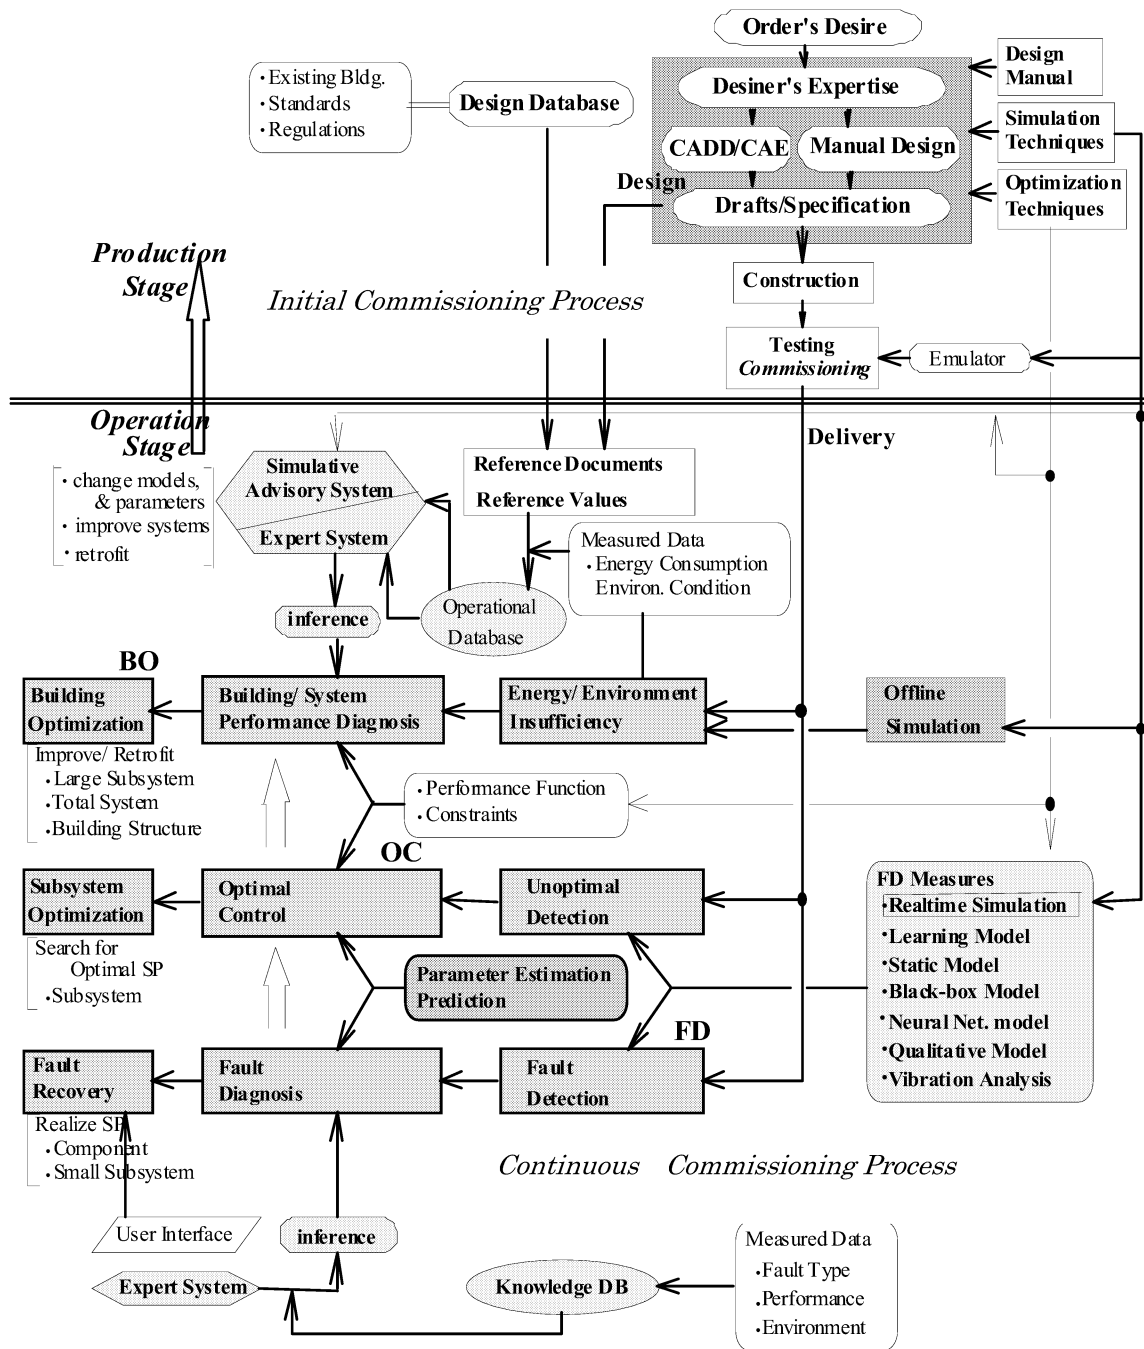 Order's Desire
Desiner's Expertise
CADD/CAE
Manual Design
Design
Drafts/Specification
Design
Manual
Simulation
Techniques
Optimization
Techniques
· Existing Bldg.
· Standards
· Regulations
Design Database
Production
Stage
Initial Commissioning Process
Construction
Testing
Commissioning
Emulator
Operation
Stage
Delivery
· change models,
& parameters
· improve systems
· retrofit
Simulative
Advisory System
Expert System
Reference Documents
Reference Values
Measured Data
· Energy Consumption
Environ. Condition
inference
Operational
Database
BO
Building
Optimization
Building/ System
Performance Diagnosis
Energy/ Environment
Insufficiency
Offline
Simulation
Improve/ Retrofit
· Large Subsystem
· Total System
· Building Structure
· Performance Function
· Constraints
OC
Subsystem
Optimization
Optimal
Control
Unoptimal
Detection
FD Measures
· Realtime Simulation
· Learning Model
· Static Model
· Black-box Model
· Neural Net. model
· Qualitative Model
· Vibration Analysis
Search for
Optimal SP
· Subsystem
Parameter Estimation
Prediction
FD
Fault
Recovery
Fault
Diagnosis
Fault
Detection
Realize SP
· Component
· Small Subsystem
Continuous Commissioning Process
User Interface
inference
Expert System
Knowledge DB
Measured Data
· Fault Type
· Performance
· Environment